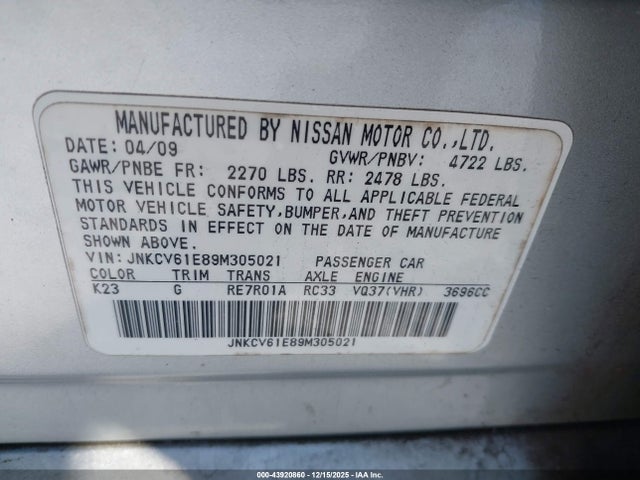 MANUFACTURED BY NISSAN MOTOR CO.,LTD.
DATE: 04/09 GVWR/PNBV: 4722 LBS.
GAWR/PNBE FR: 2270 LBS. RR: 2478 LBS.
THIS VEHICLE CONFORMS TO ALL APPLICABLE FEDERAL
MOTOR VEHICLE SAFETY,BUMPER,AND THEFT PREVENTION
STANDARDS IN EFFECT ON THE DATE OF MANUFACTURE
SHOWN ABOVE.
VIN: JNKCV61E89M305021 PASSENGER CAR
COLOR TRIM TRANS AXLE ENGINE
K23 G RE7R01A RC33 VQ37(VHR) 3696CC
JNKCV61E89M305021
000-43920860 - 12/15/2025 - IAA Inc.